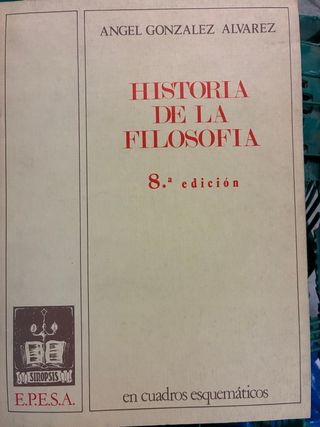 ANGEL GONZALEZ ALVAREZ
HISTORIA
DE LA
FILOSOFIA
8.ª edición
SINOPSIS
E.P.E.S.A.
en cuadros esquemáticos